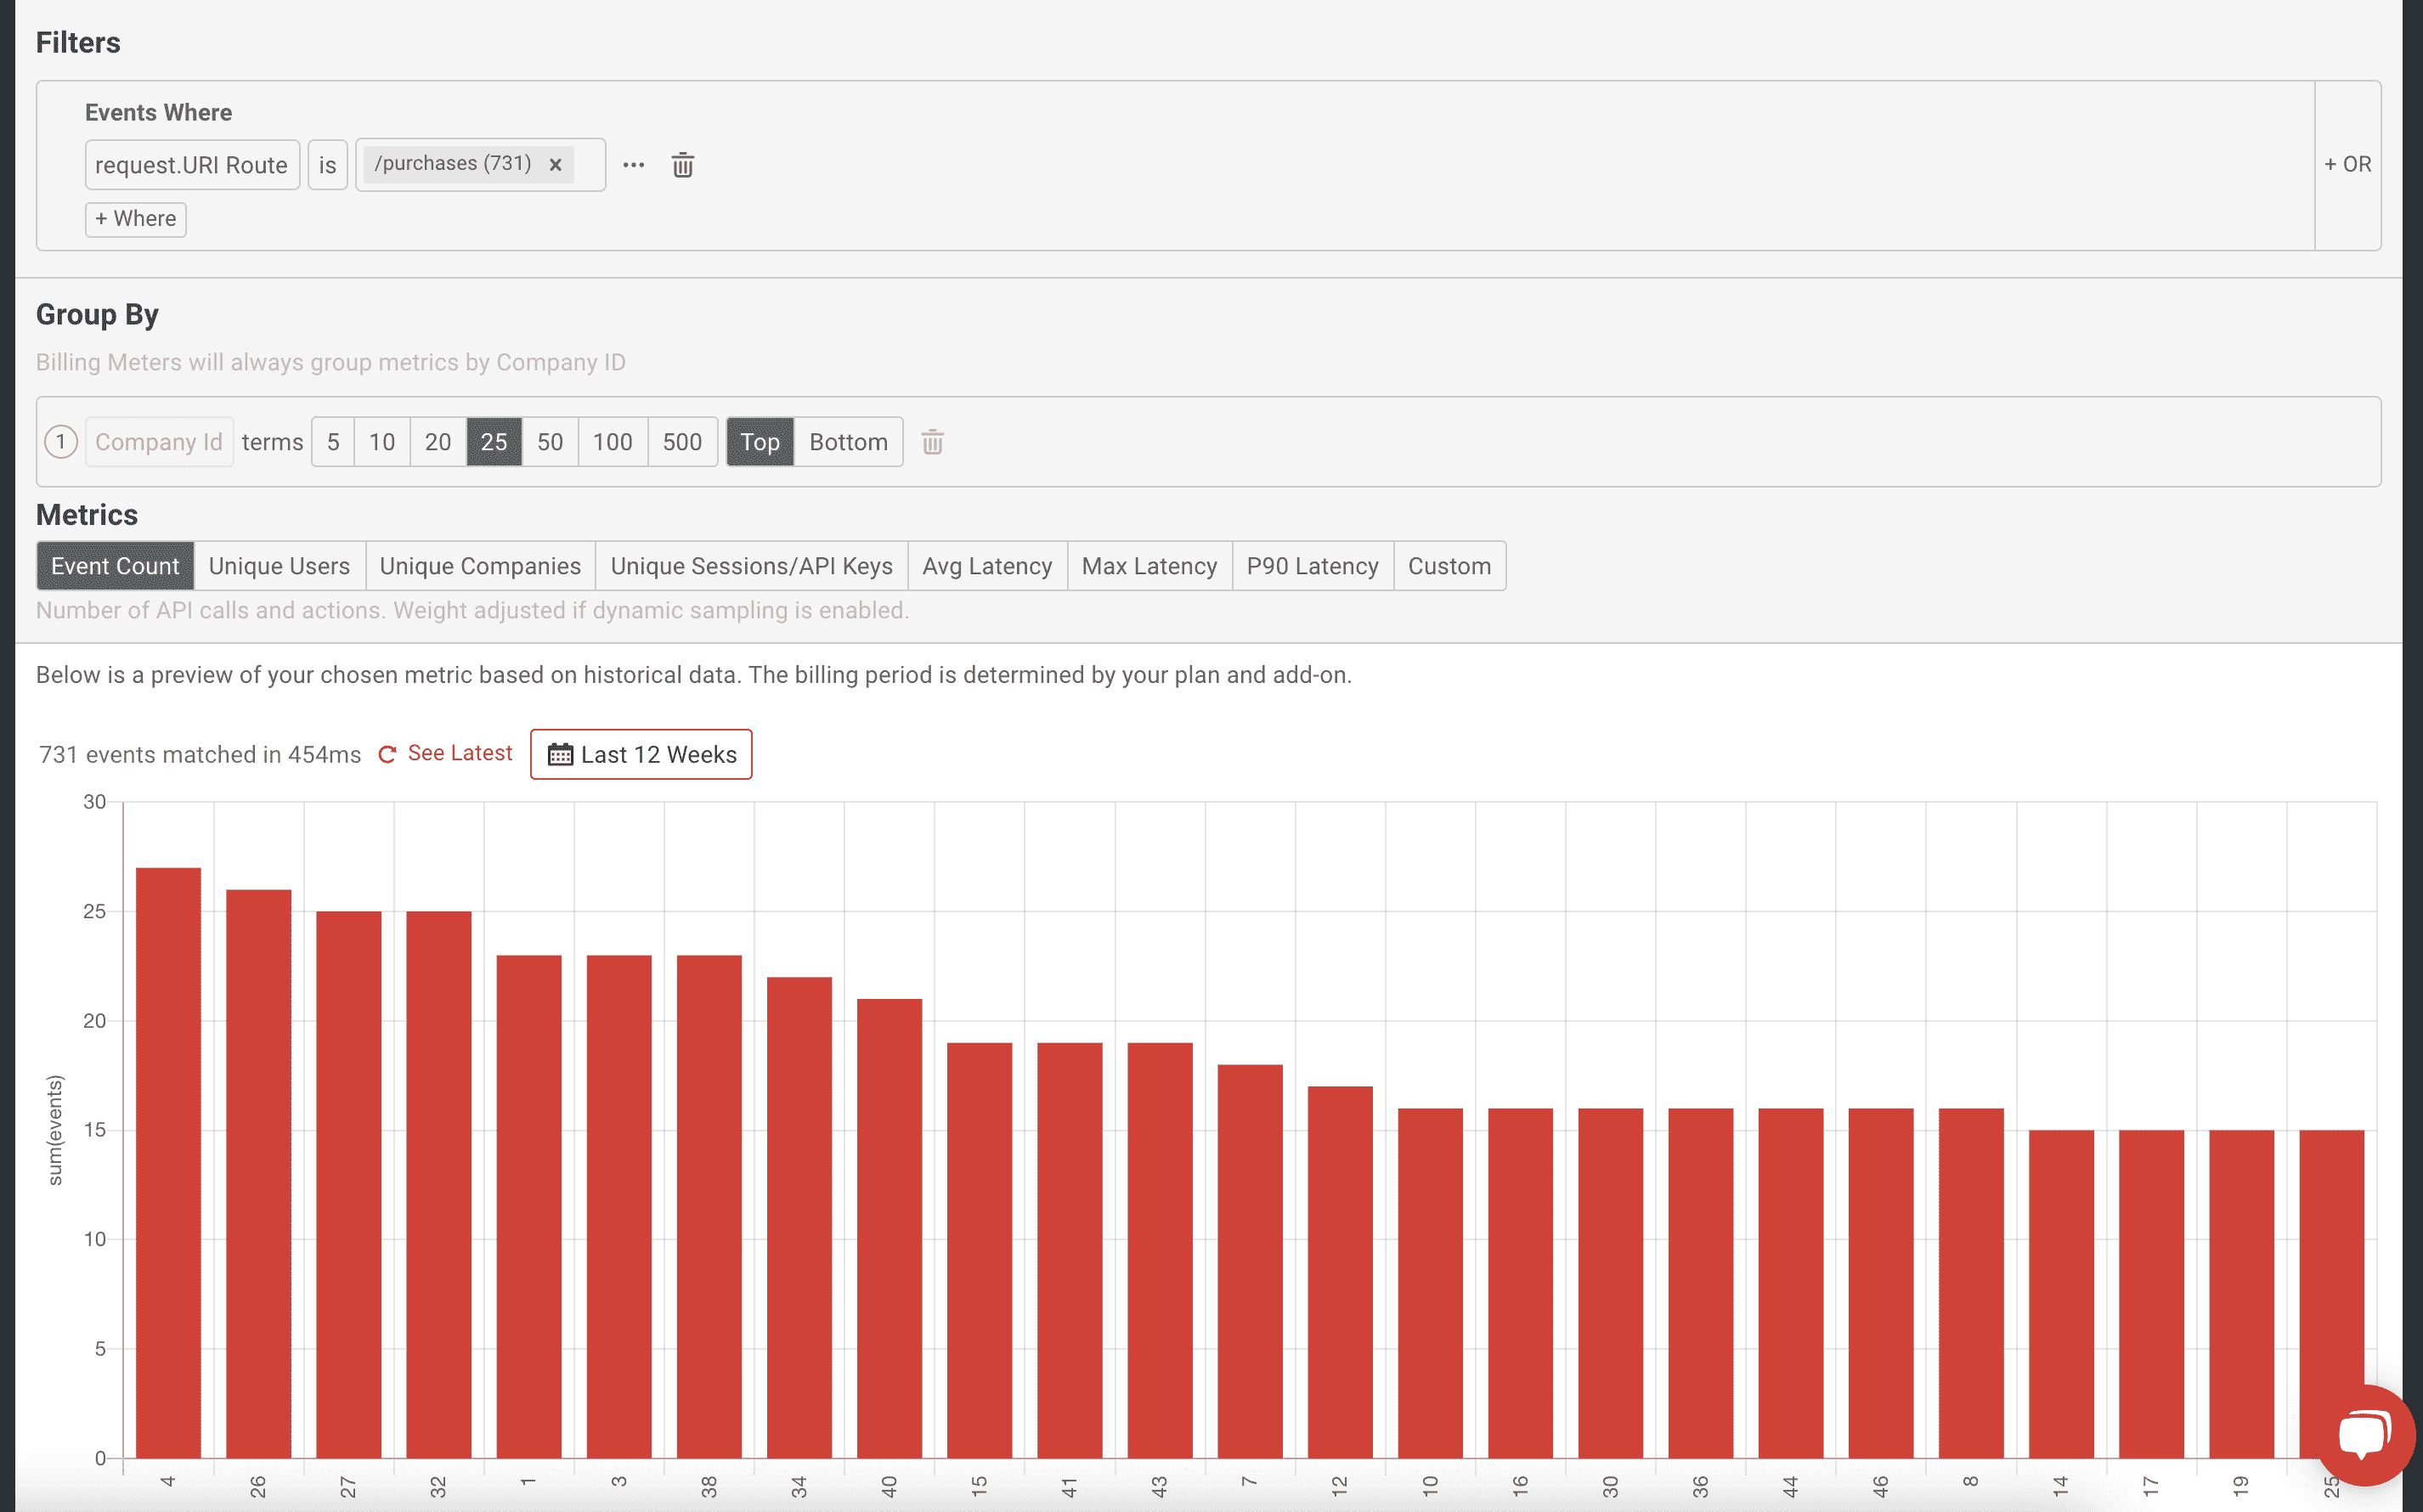 Filters
Events Where
request.URI Route is /purchases (731) × ... + OR
+ Where
Group By
Billing Meters will always group metrics by Company ID
1 Company Id terms 5 10 20 25 50 100 500 Top Bottom
Metrics
Event Count Unique Users Unique Companies Unique Sessions/API Keys Avg Latency Max Latency P90 Latency Custom
Number of API calls and actions. Weight adjusted if dynamic sampling is enabled.
Below is a preview of your chosen metric based on historical data. The billing period is determined by your plan and add-on.
731 events matched in 454ms See Latest Last 12 Weeks
30
25
20
15
10
5
0
sum(events)
4 26 27 32 1 3 38 34 40 15 41 43 7 12 10 16 30 36 44 46 8 14 17 19 25